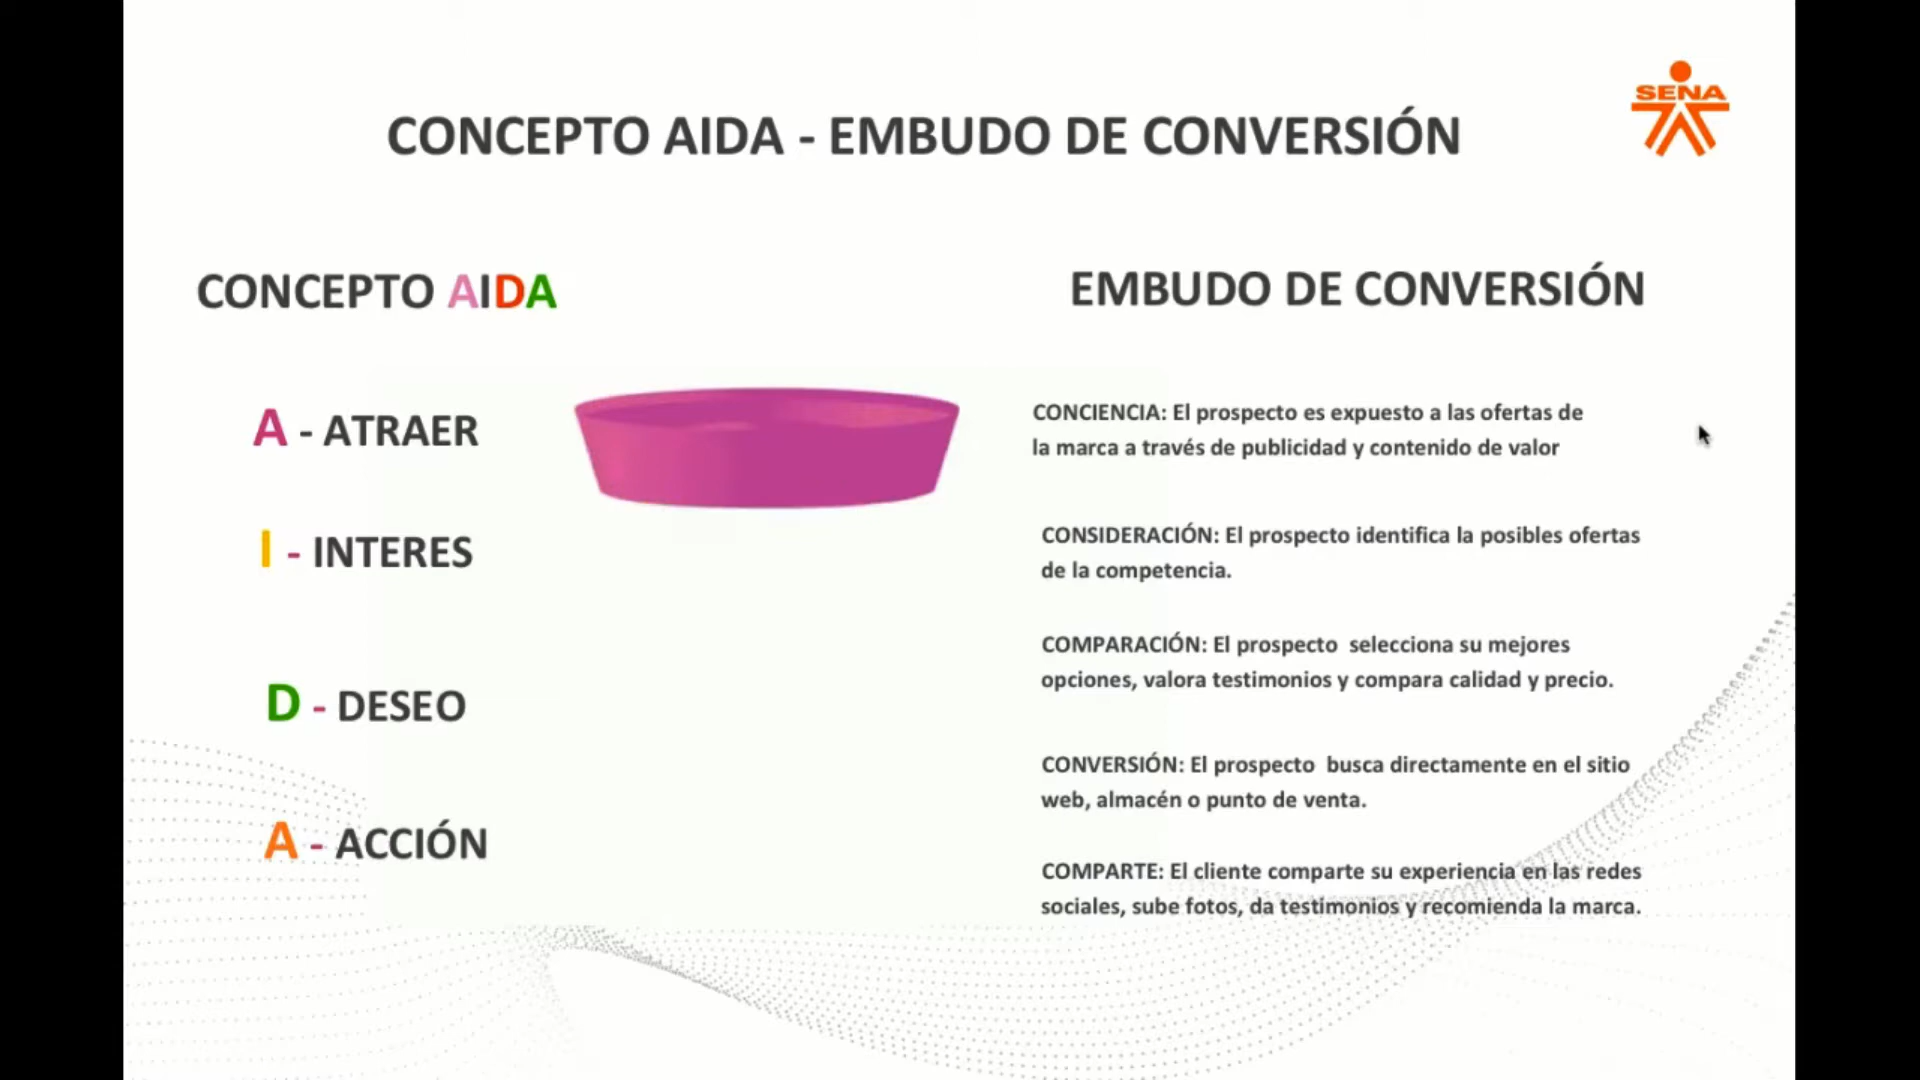 SENA
CONCEPTO AIDA - EMBUDO DE CONVERSIÓN
CONCEPTO AIDA
A - ATRAER
I - INTERES
D - DESEO
A - ACCIÓN
EMBUDO DE CONVERSIÓN
CONCIENCIA: El prospecto es expuesto a las ofertas de
la marca a través de publicidad y contenido de valor
CONSIDERACIÓN: El prospecto identifica la posibles ofertas
de la competencia.
COMPARACIÓN: El prospecto selecciona su mejores
opciones, valora testimonios y compara calidad y precio.
CONVERSIÓN: El prospecto busca directamente en el sitio
web, almacén o punto de venta.
COMPARTE: El cliente comparte su experiencia en las redes
sociales, sube fotos, da testimonios y recomienda la marca.